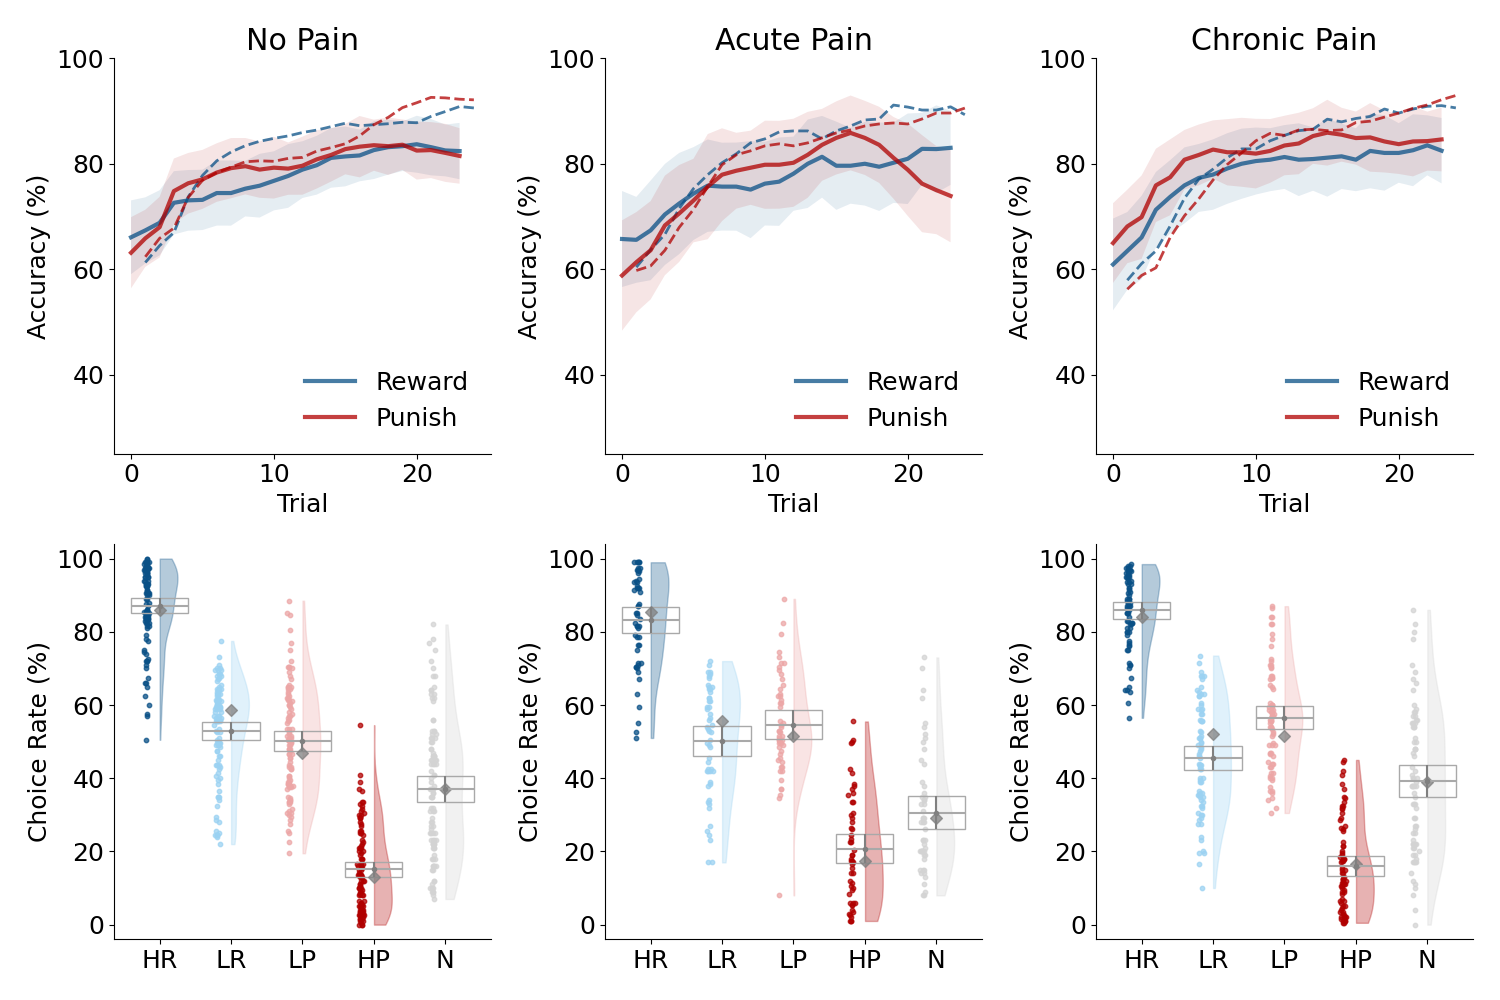 No Pain
Acute Pain
Chronic Pain
100
80
60
40
Accuracy (%)
Reward
Punish
0
10
20
Trial
100
80
60
40
Accuracy (%)
Reward
Punish
0
10
20
Trial
100
80
60
40
Accuracy (%)
Reward
Punish
0
10
20
Trial
100
80
60
40
20
0
Choice Rate (%)
HR
LR
LP
HP
N
100
80
60
40
20
0
Choice Rate (%)
HR
LR
LP
HP
N
100
80
60
40
20
0
Choice Rate (%)
HR
LR
LP
HP
N